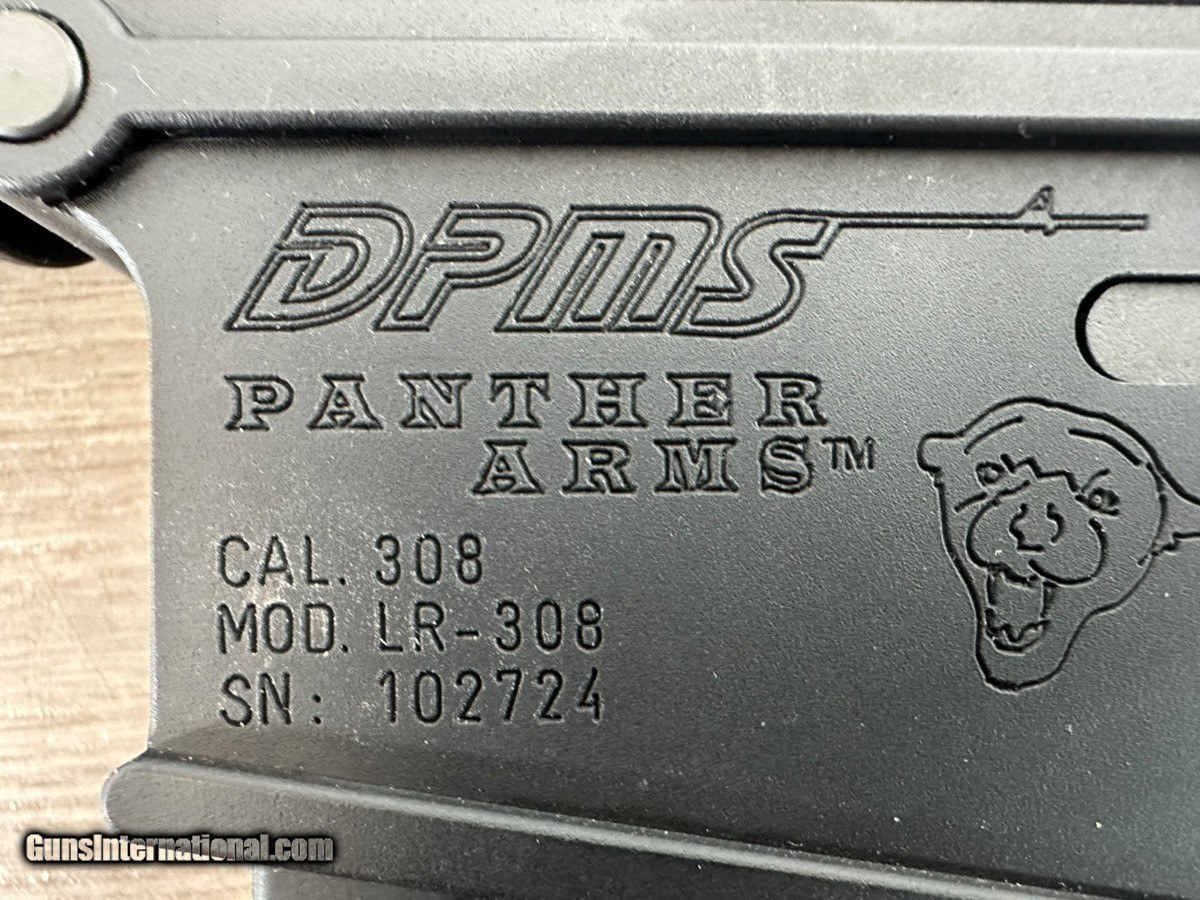 DPMS
PANTHER
ARMS™
CAL. 308
MOD. LR-308
SN: 102724
GunsInternational.com